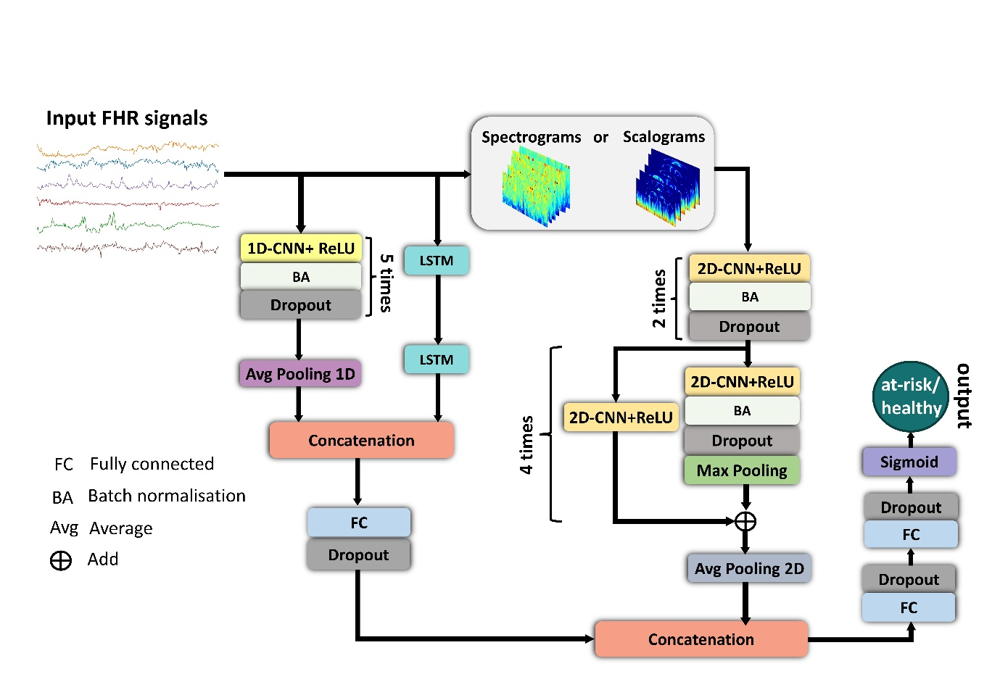 Input FHR signals
Spectrograms or Scalograms
1D-CNN+ ReLU
BA
Dropout
5 times
Avg Pooling 1D
LSTM
LSTM
Concatenation
FC
Dropout
2D-CNN+ReLU
BA
Dropout
2 times
2D-CNN+ReLU
2D-CNN+ReLU
BA
Dropout
Max Pooling
4 times
Avg Pooling 2D
Concatenation
FC
Dropout
FC
Dropout
Sigmoid
at-risk/
healthy
output
FC Fully connected
BA Batch normalisation
Avg Average
Add